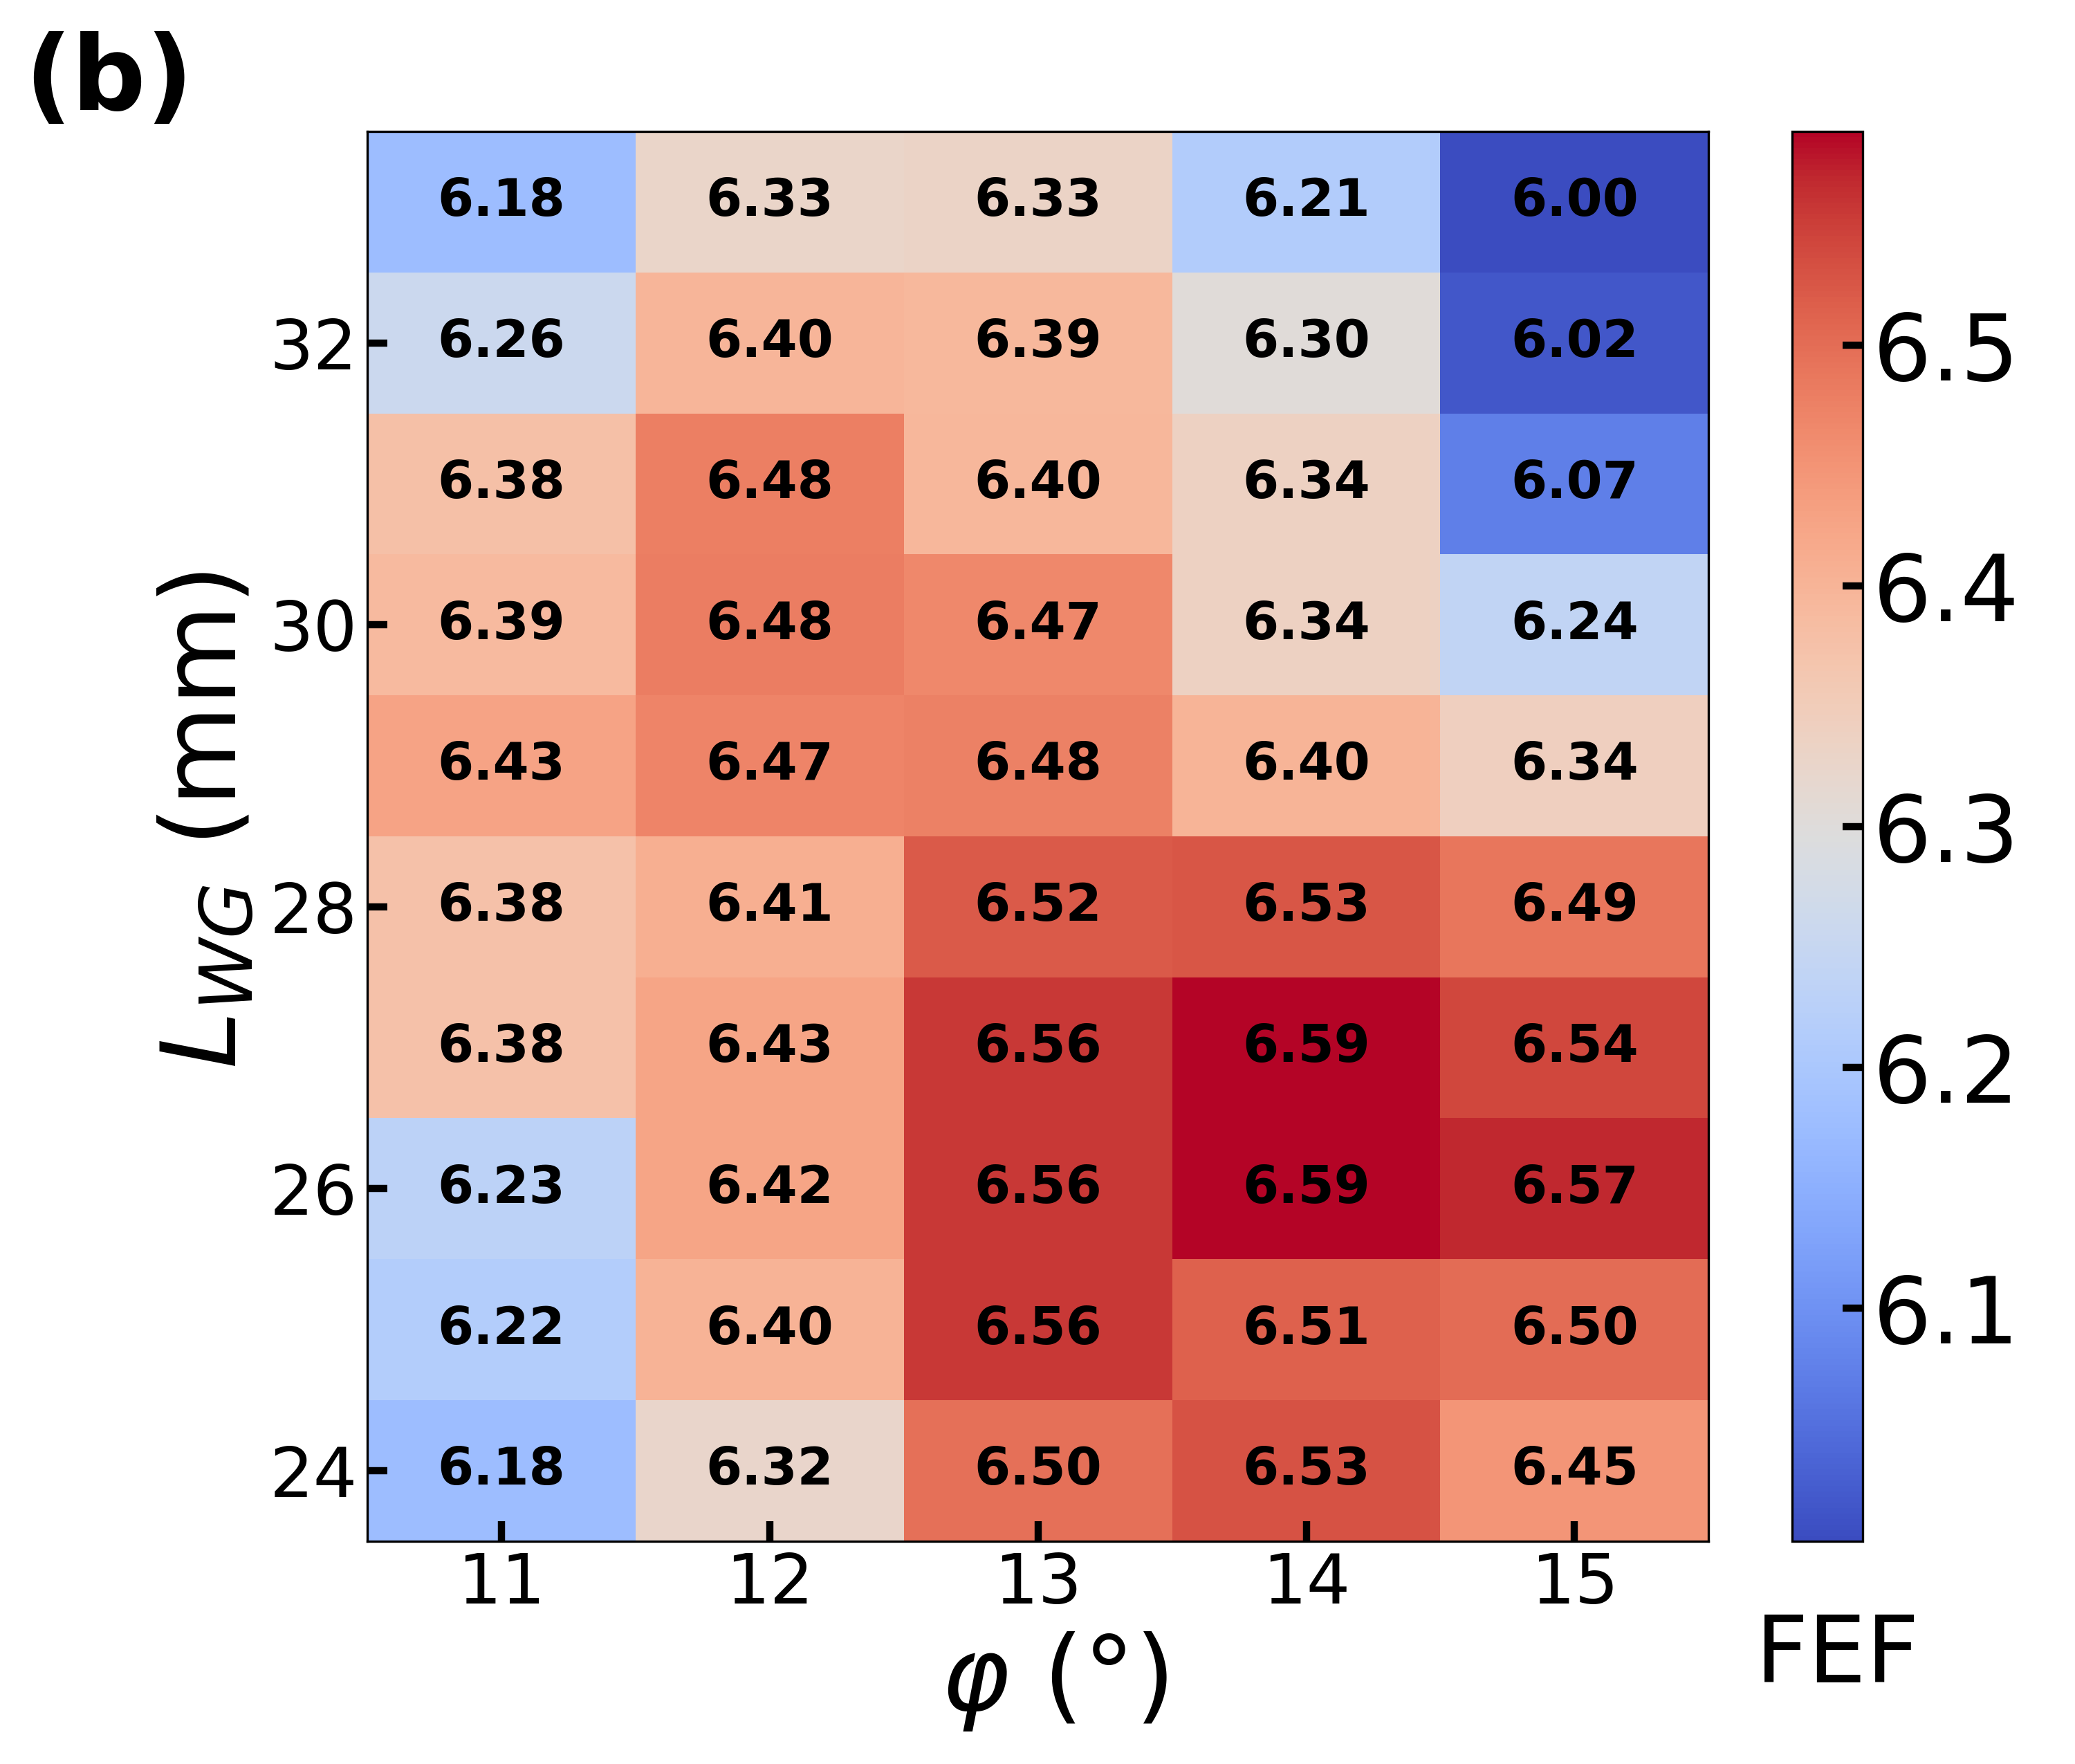 (b)
6.18 6.33 6.33 6.21 6.00
32 6.26 6.40 6.39 6.30 6.02 6.5
6.38 6.48 6.40 6.34 6.07
30 6.39 6.48 6.47 6.34 6.24 6.4
6.43 6.47 6.48 6.40 6.34 6.3
28 6.38 6.41 6.52 6.53 6.49
6.38 6.43 6.56 6.59 6.54 6.2
26 6.23 6.42 6.56 6.59 6.57
6.22 6.40 6.56 6.51 6.50 6.1
24 6.18 6.32 6.50 6.53 6.45
L_WG (mm)
11 12 13 14 15
φ (°)
FEF